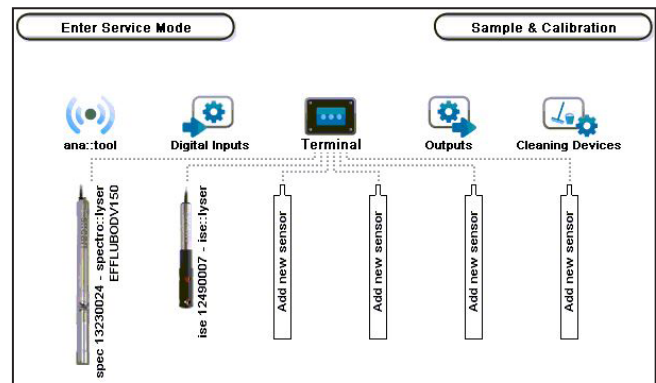 Enter Service Mode
Sample & Calibration
ana::tool
Digital Inputs
Terminal
Outputs
Cleaning Devices
spec 13230024 - spectro::lyser
EFFLUBODV150
ise 12490007 - ise::lyser
Add new sensor
Add new sensor
Add new sensor
Add new sensor